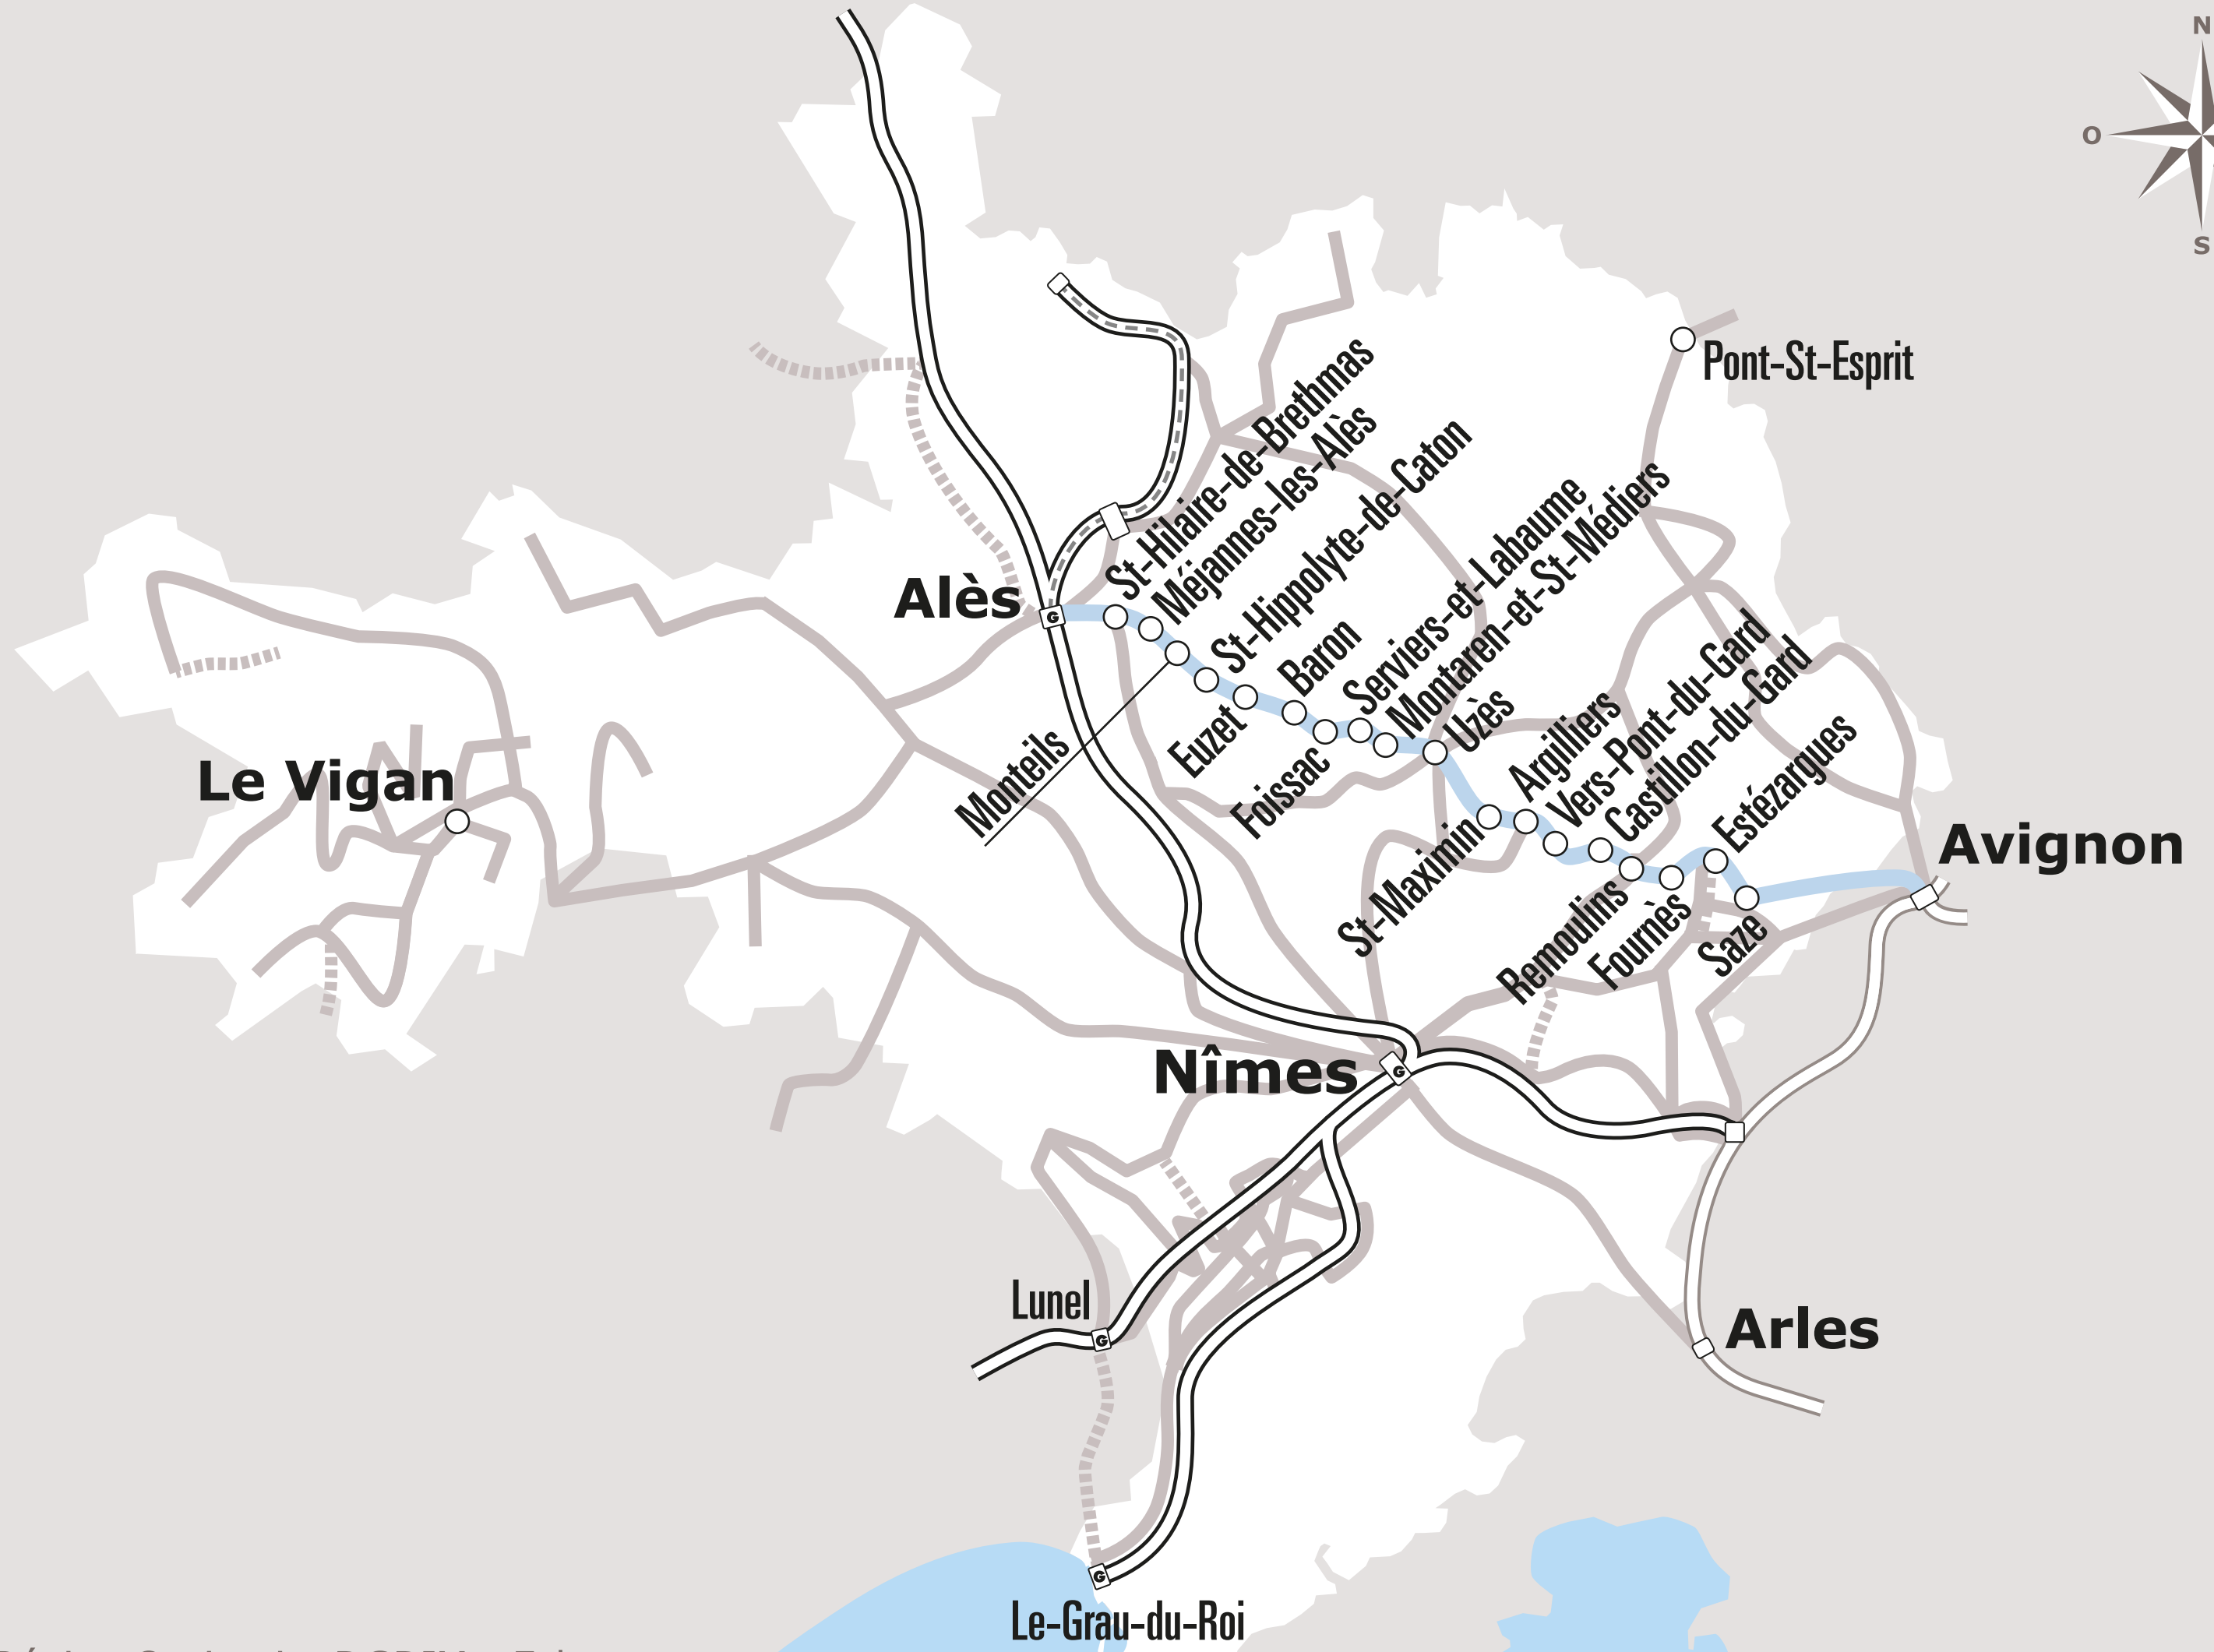 N
O
S
Pont-St-Esprit
St-Hilaire-de-Brethmas
Méjannes-les-Alès
St-Hippolyte-de-Caton
Alès
G
Baron
Serviers-et-Labaume
Montaren-et-St-Médiers
Uzès
Monteils
Euzet
Foissac
Argilliers
Vers-Pont-du-Gard
Castillon-du-Gard
Estézargues
Le Vigan
Avignon
St-Maximin
Remoulins
Fournès
Saze
Nîmes
G
Lunel
G
Arles
G
Le-Grau-du-Roi